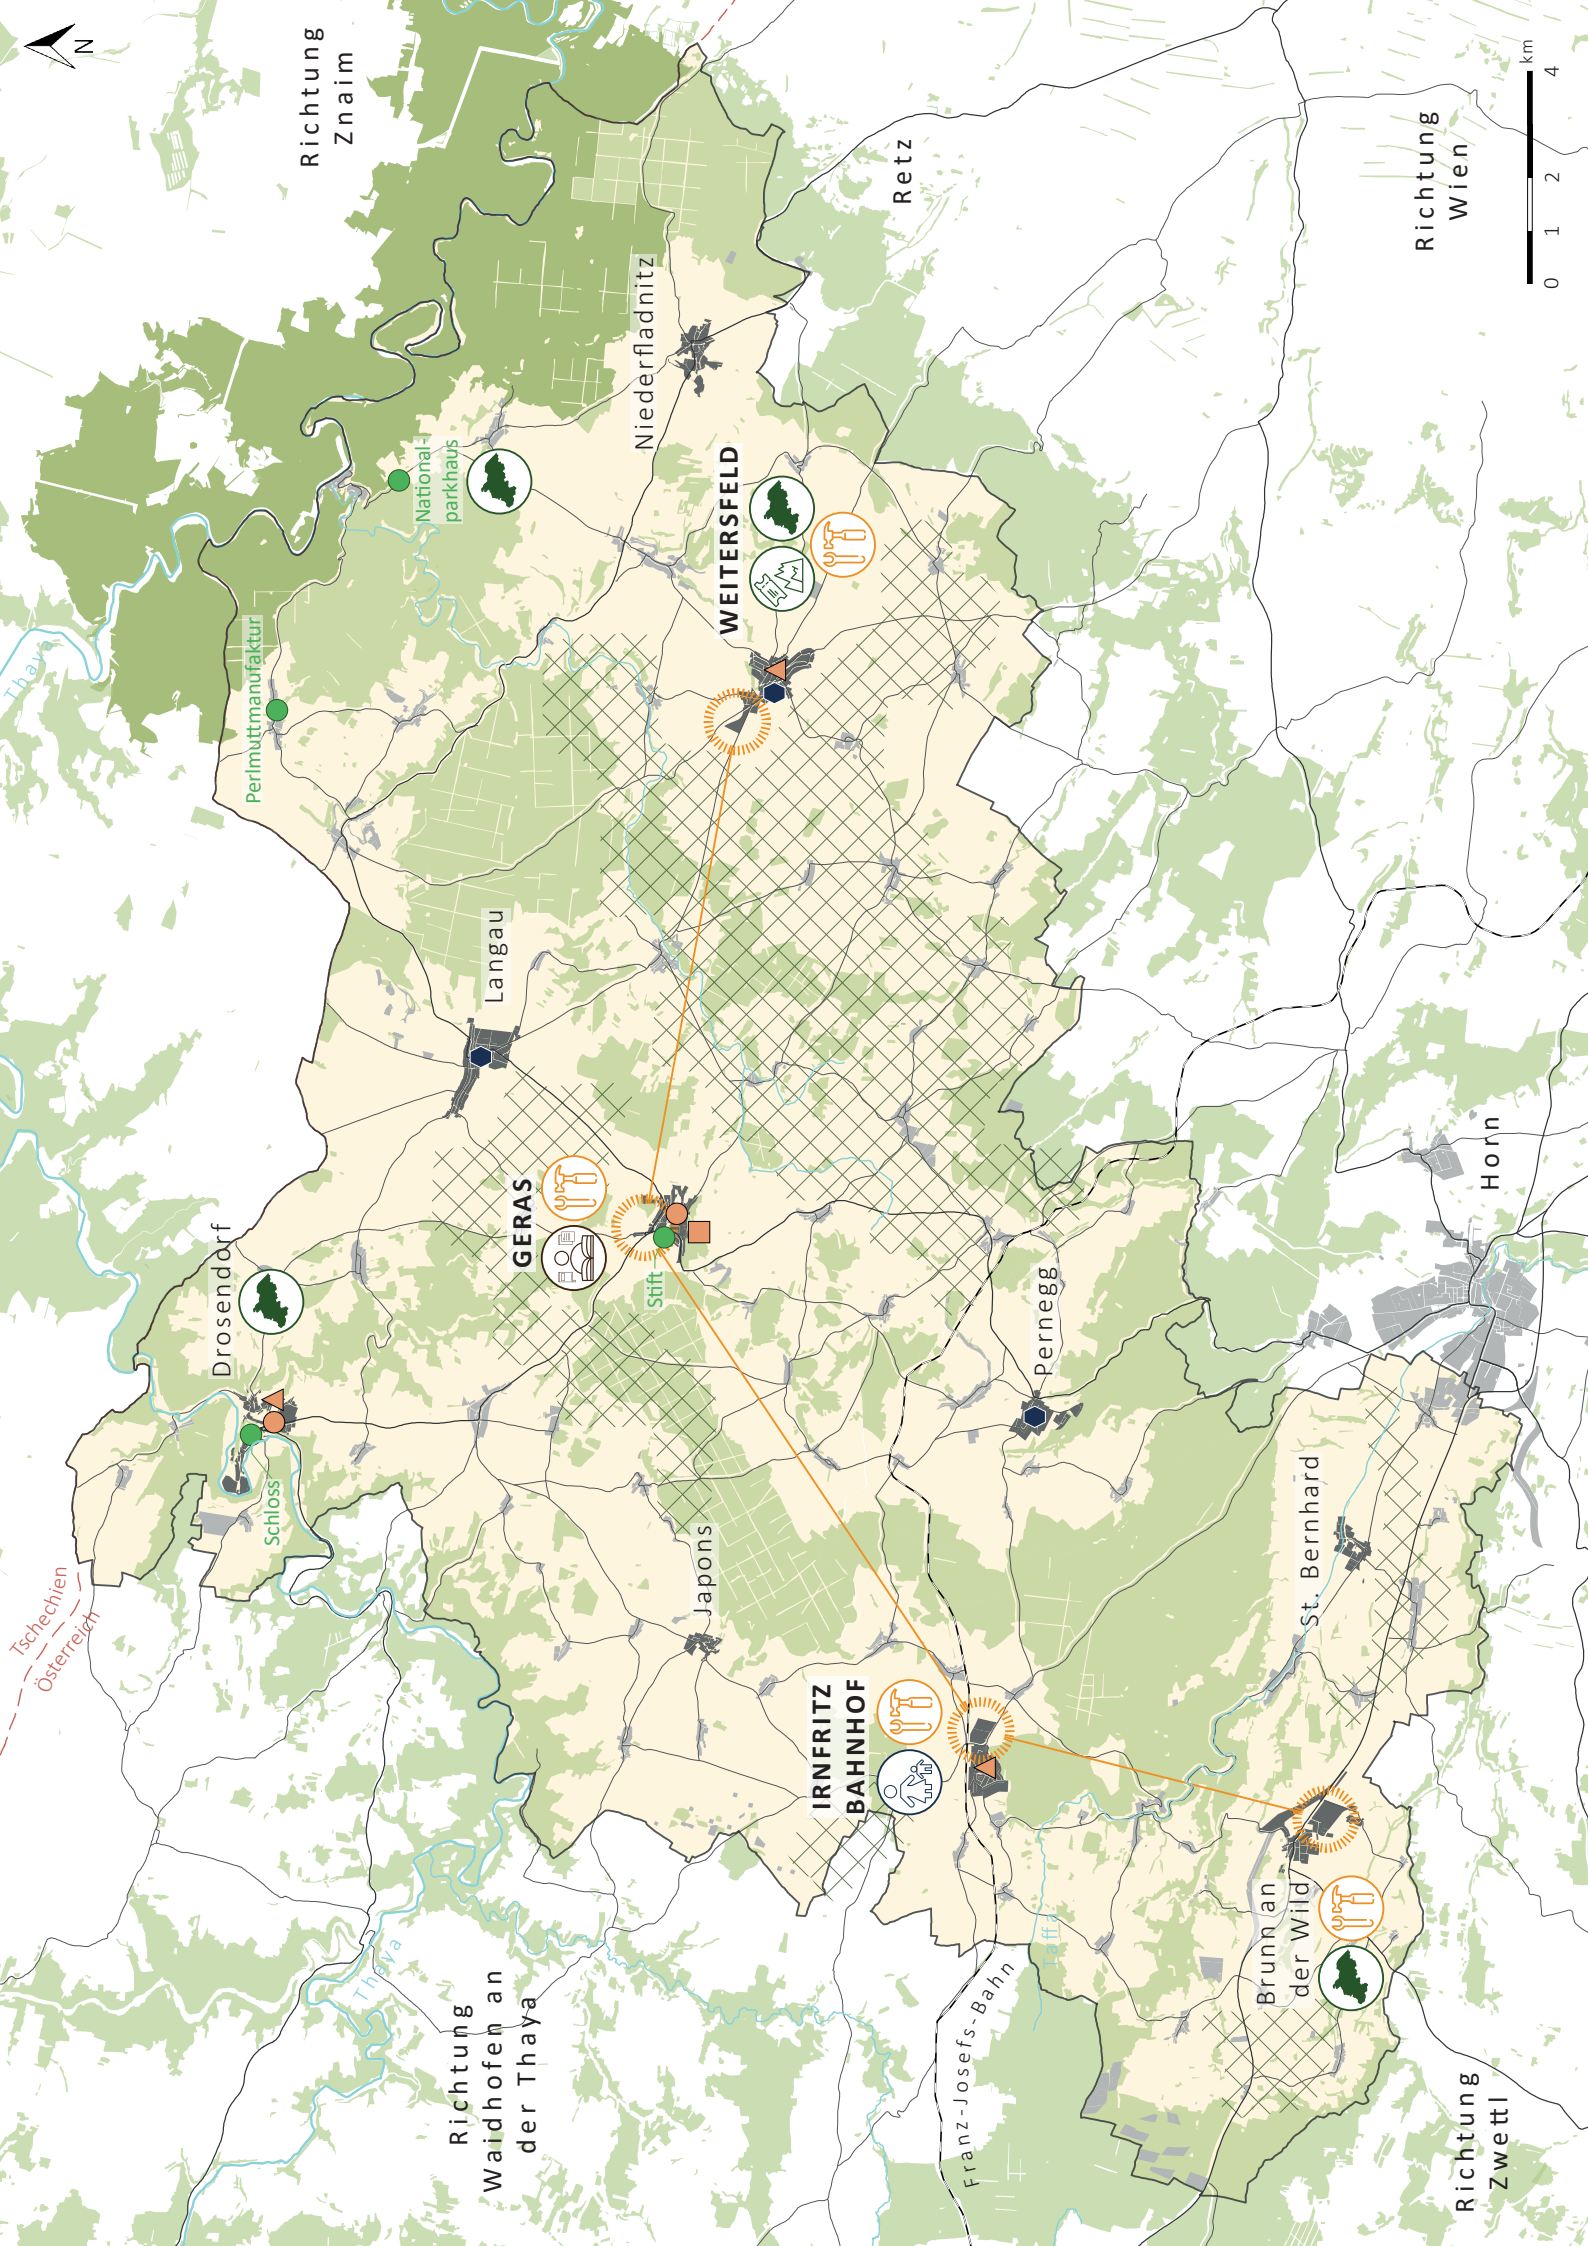 N
Richtung
Znaim
Thaya
Perlmuttmanufaktur
National-
parkhaus
Niederfladnitz
Retz
Richtung
Wien
0 1 2 4
km
WEITERSFELD
Langau
GERAS
Stift
Drosendorf
Schloss
Tschechien
Österreich
Japons
Pernegg
Horn
St. Bernhard
IRNFRITZ
BAHNHOF
Brunn an
der Wild
Taffa
Franz-Josefs-Bahn
Thaya
Richtung
Waidhofen an
der Thaya
Richtung
Zwettl